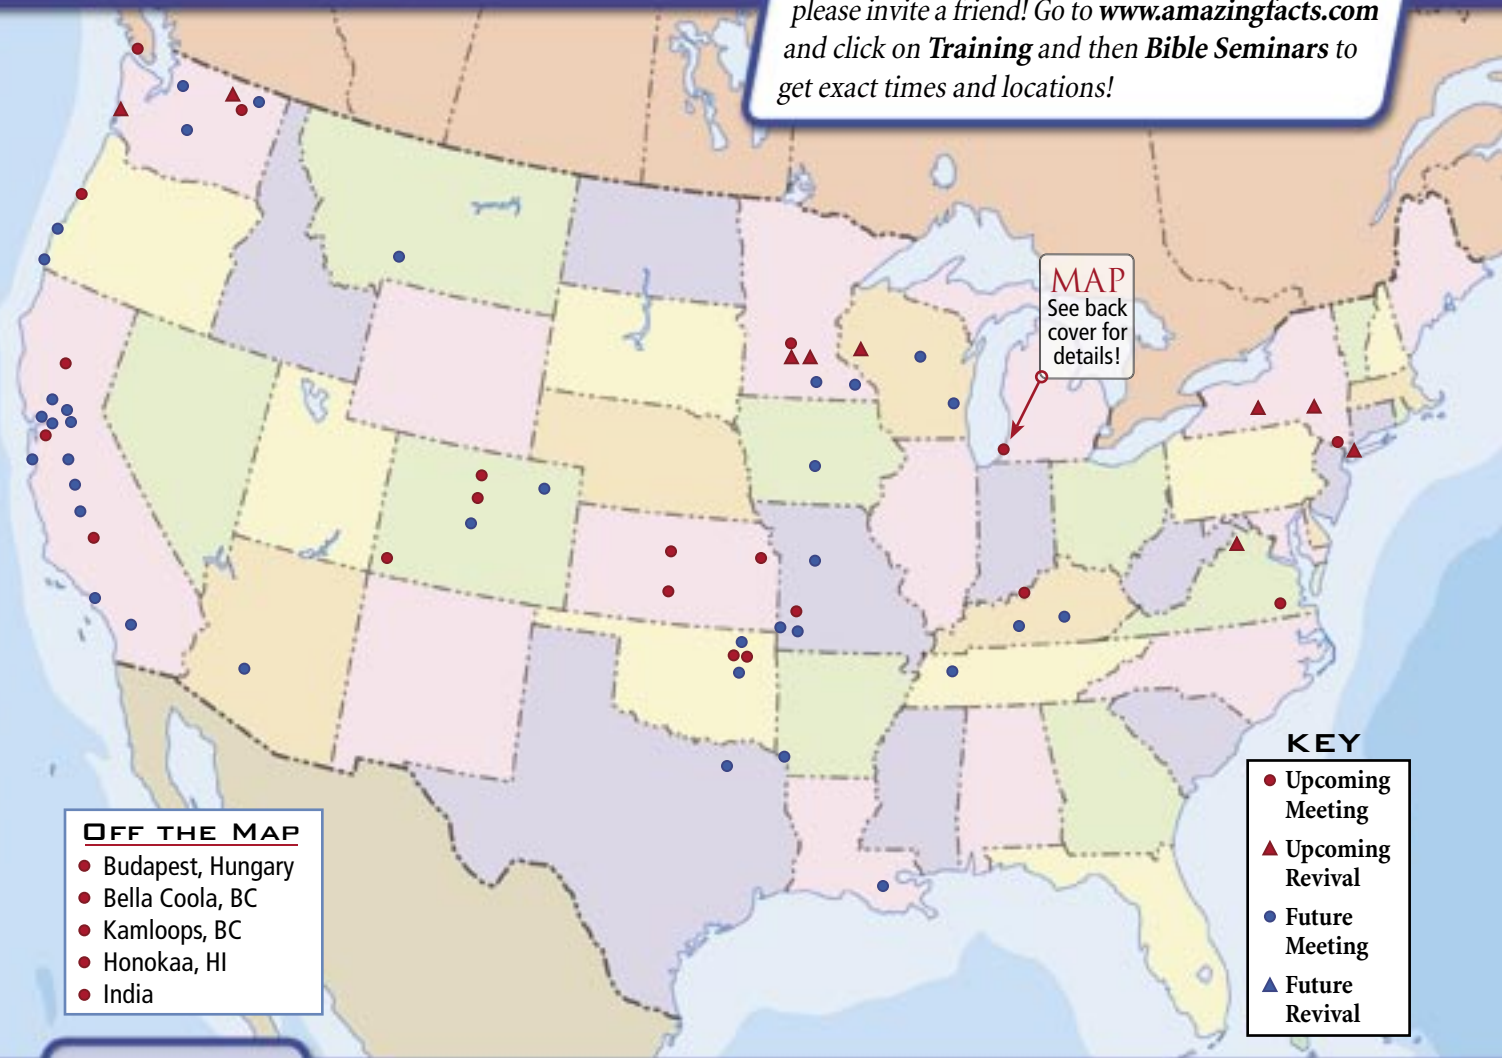 please invite a friend! Go to www.amazingfacts.com
and click on Training and then Bible Seminars to
get exact times and locations!
MAP
See back
cover for
details!
OFF THE MAP
Budapest, Hungary
Bella Coola, BC
Kamloops, BC
Honokaa, HI
India
KEY
Upcoming
Meeting
Upcoming
Revival
Future
Meeting
Future
Revival